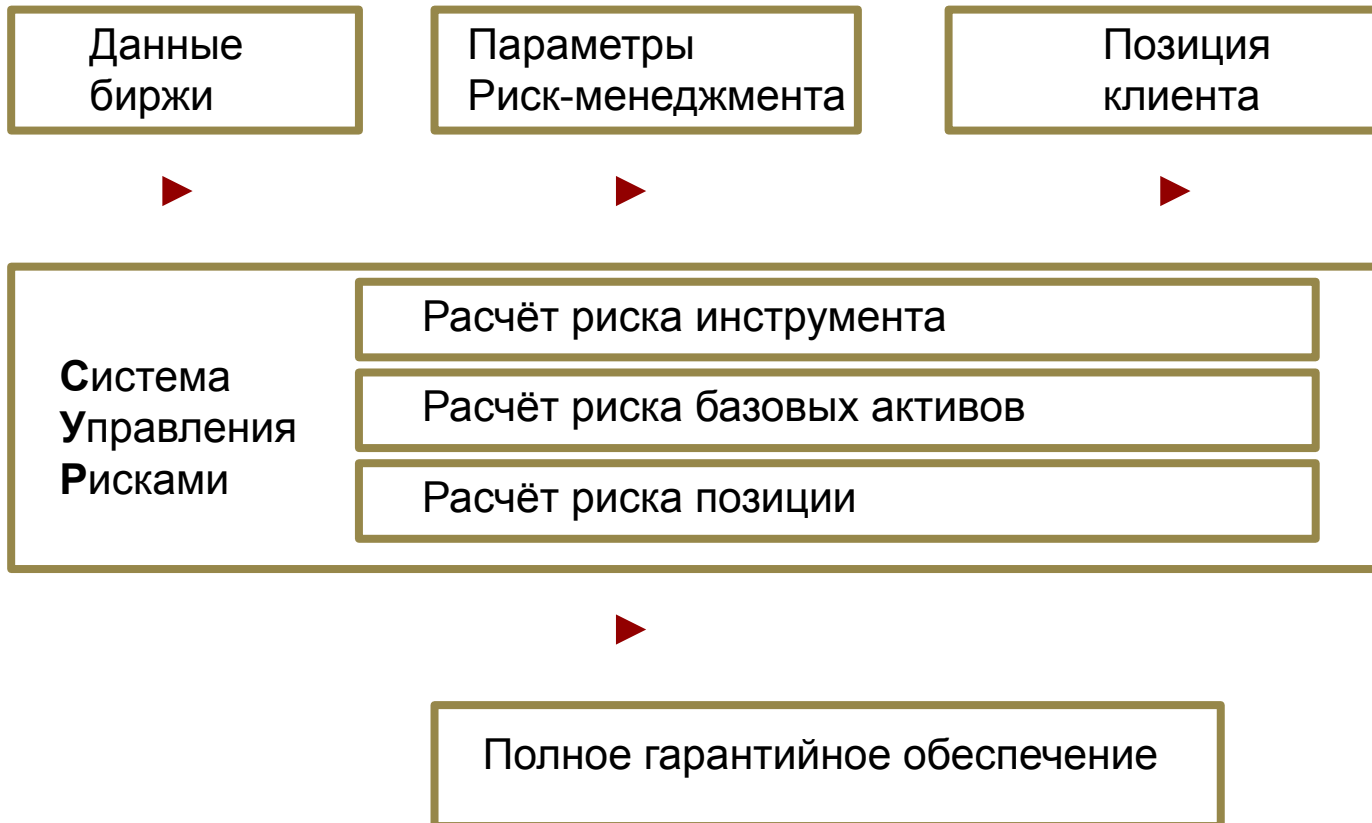 Данные
биржи
Параметры
Риск-менеджмента
Позиция
клиента
Система
Управления
Рисками
Расчёт риска инструмента
Расчёт риска базовых активов
Расчёт риска позиции
Полное гарантийное обеспечение